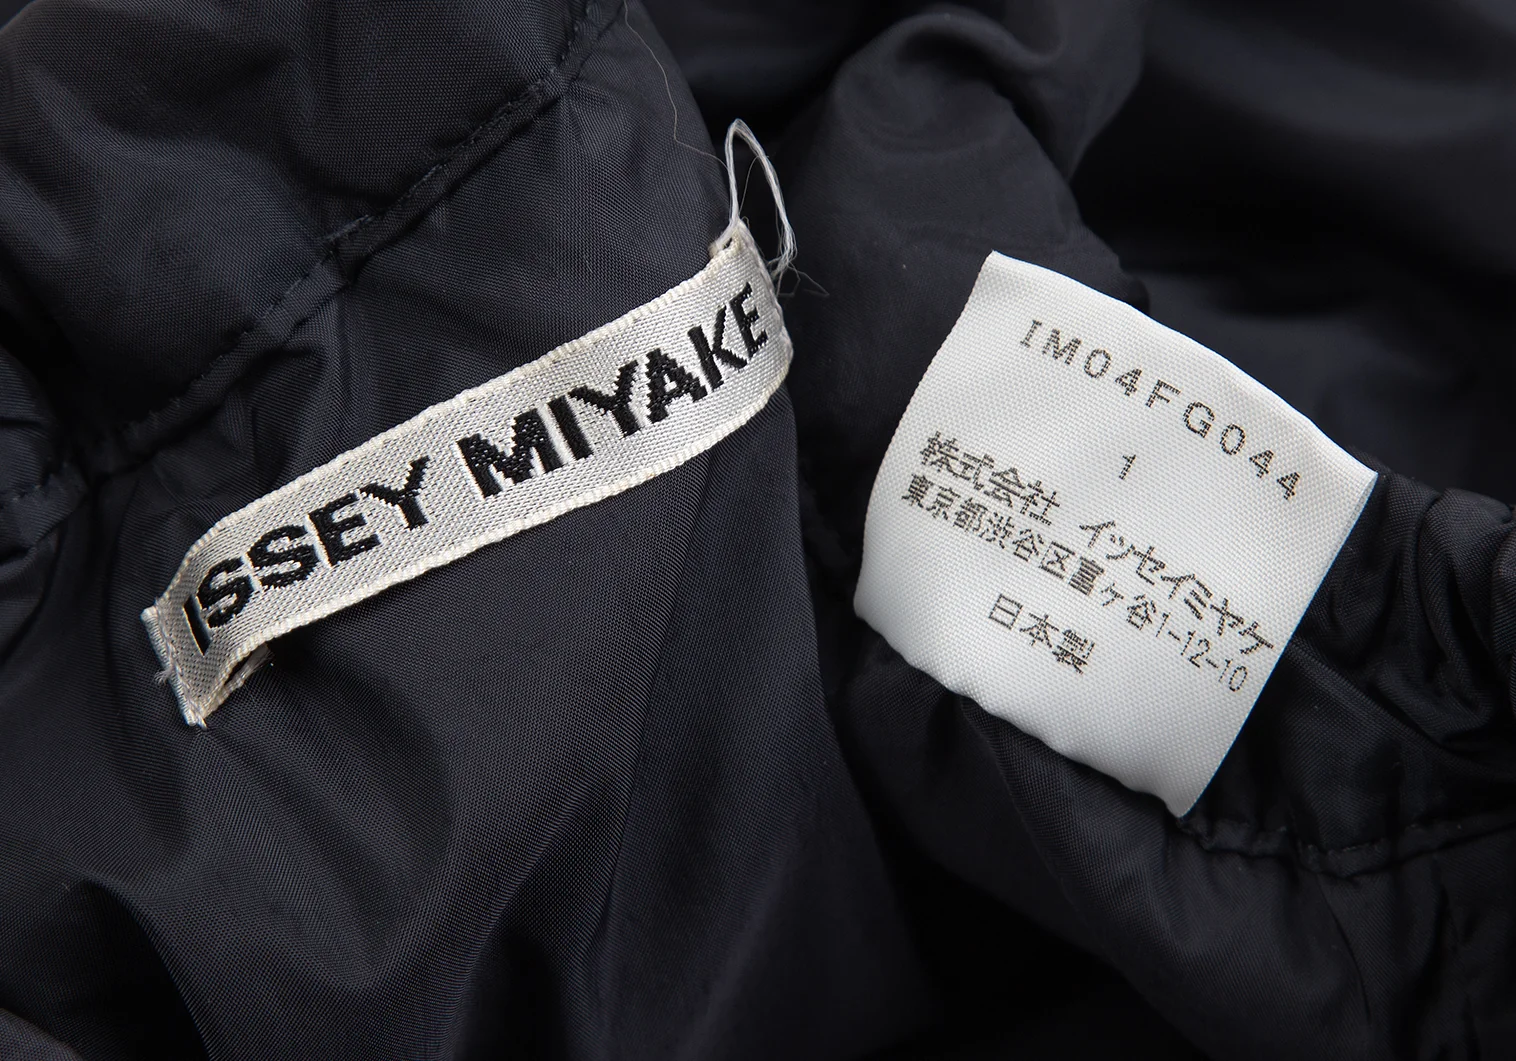 ISSEY MIYAKE
IM04FG044
1
株式会社 イッセイミヤケ
東京都渋谷区富ヶ谷1-12-10
日本製